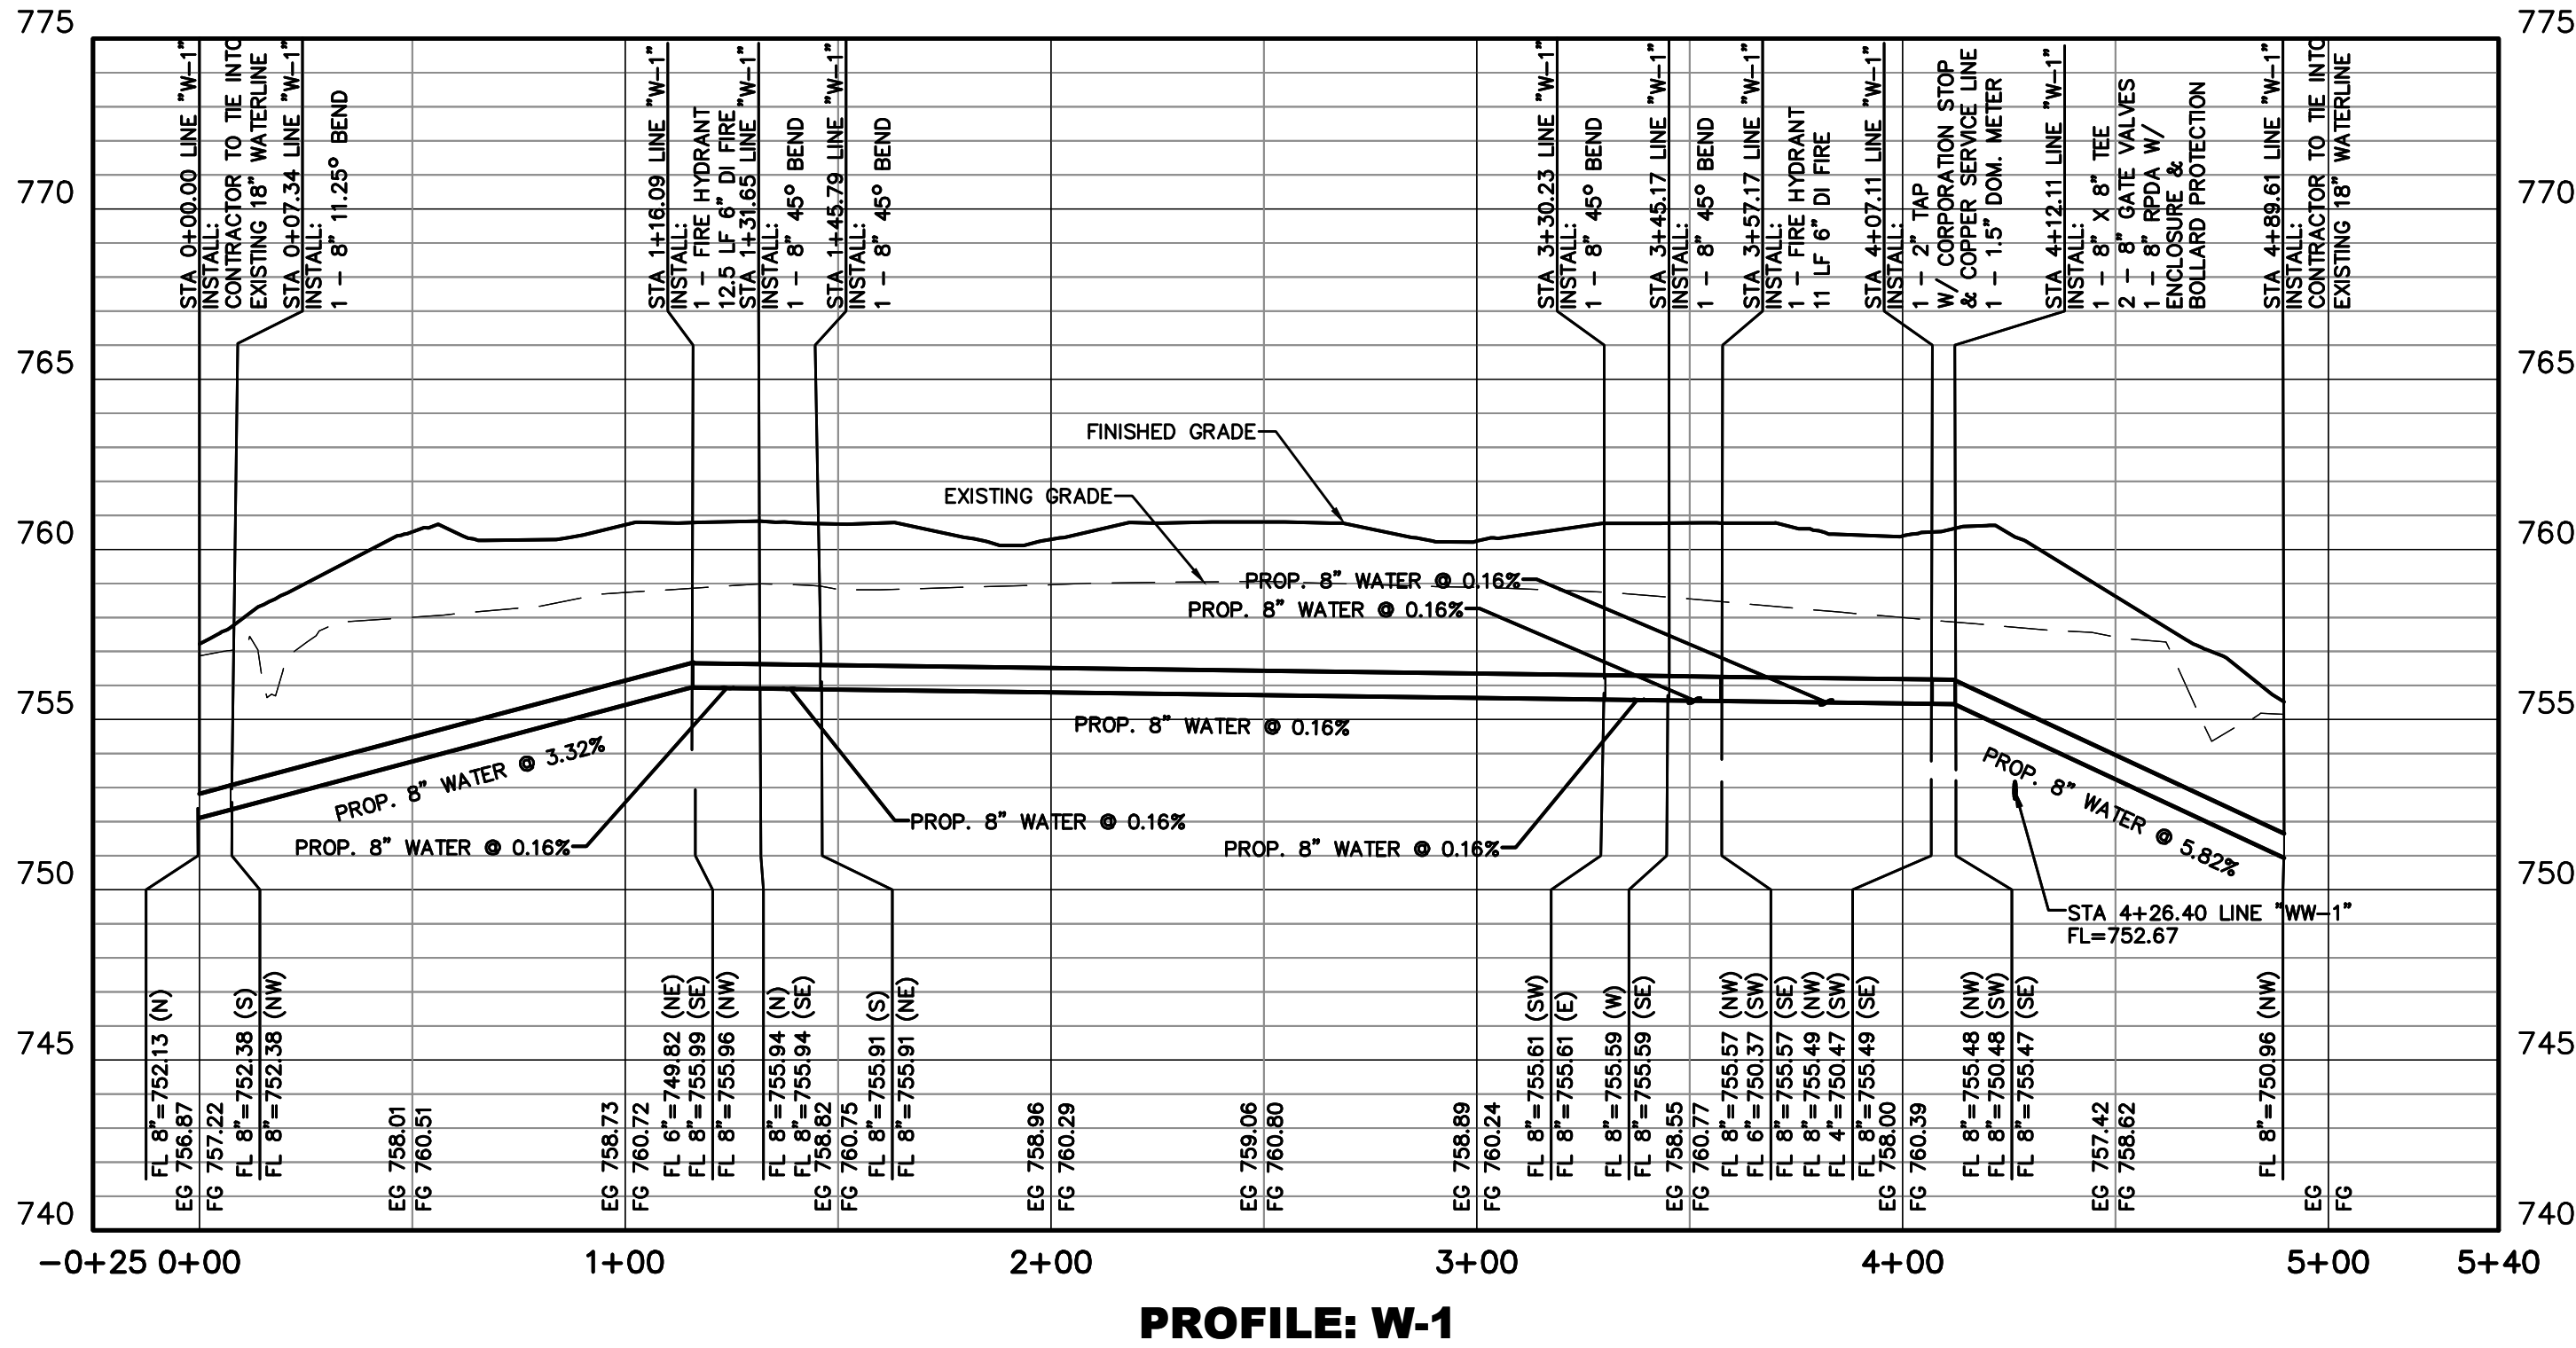 775
770
765
760
755
750
745
740
775
770
765
760
755
750
745
740
STA 0+00.00 LINE "W-1"
INSTALL:
CONTRACTOR TO TIE INTO
EXISTING 18" WATERLINE
STA 0+07.34 LINE "W-1"
INSTALL:
1 - 8" 11.25° BEND
STA 1+16.09 LINE "W-1"
INSTALL:
1 - FIRE HYDRANT
12.5 LF 6" DI FIRE
STA 1+31.65 LINE "W-1"
INSTALL:
1 - 8" 45° BEND
STA 1+45.79 LINE "W-1"
INSTALL:
1 - 8" 45° BEND
STA 3+30.23 LINE "W-1"
INSTALL:
1 - 8" 45° BEND
STA 3+45.17 LINE "W-1"
INSTALL:
1 - 8" 45° BEND
STA 3+57.17 LINE "W-1"
INSTALL:
1 - FIRE HYDRANT
11 LF 6" DI FIRE
STA 4+07.11 LINE "W-1"
INSTALL:
1 - 2" TAP
W/ CORPORATION STOP
& COPPER SERVICE LINE
1 - 1.5" DOM. METER
STA 4+12.11 LINE "W-1"
INSTALL:
1 - 8" X 8" TEE
2 - 8" GATE VALVES
1 - 8" RPDA W/
ENCLOSURE &
BOLLARD PROTECTION
STA 4+89.61 LINE "W-1"
INSTALL:
CONTRACTOR TO TIE INTO
EXISTING 18" WATERLINE
FINISHED GRADE
EXISTING GRADE
PROP. 8" WATER @ 0.16%
PROP. 8" WATER @ 0.16%
PROP. 8" WATER @ 0.16%
PROP. 8" WATER @ 3.32%
PROP. 8" WATER @ 0.16%
PROP. 8" WATER @ 0.16%
PROP. 8" WATER @ 0.16%
PROP. 8" WATER @ 5.82%
STA 4+26.40 LINE "WW-1"
FL=752.67
FL 8"=752.13 (N)
EG 756.87
FG 757.22
FL 8"=752.38 (S)
FL 8"=752.38 (NW)
EG 758.01
FG 760.51
EG 758.73
FG 760.72
FL 6"=749.82 (NE)
FL 8"=755.99 (SE)
FL 8"=755.96 (NW)
FL 8"=755.94 (N)
FL 8"=755.94 (SE)
EG 758.82
FG 760.75
FL 8"=755.91 (S)
FL 8"=755.91 (NE)
EG 758.96
FG 760.29
EG 759.06
FG 760.80
EG 758.89
FG 760.24
FL 8"=755.61 (SW)
FL 8"=755.61 (E)
FL 8"=755.59 (W)
FL 8"=755.59 (SE)
EG 758.55
FG 760.77
FL 8"=755.57 (NW)
FL 6"=750.37 (SW)
FL 8"=755.57 (SE)
FL 8"=755.49 (NW)
FL 4"=750.47 (SW)
FL 8"=755.49 (SE)
EG 758.00
FG 760.39
FL 8"=755.48 (NW)
FL 8"=750.48 (SW)
FL 8"=755.47 (SE)
EG 757.42
FG 758.62
FL 8"=750.96 (NW)
EG
FG
-0+25 0+00 1+00 2+00 3+00 4+00 5+00 5+40
PROFILE: W-1